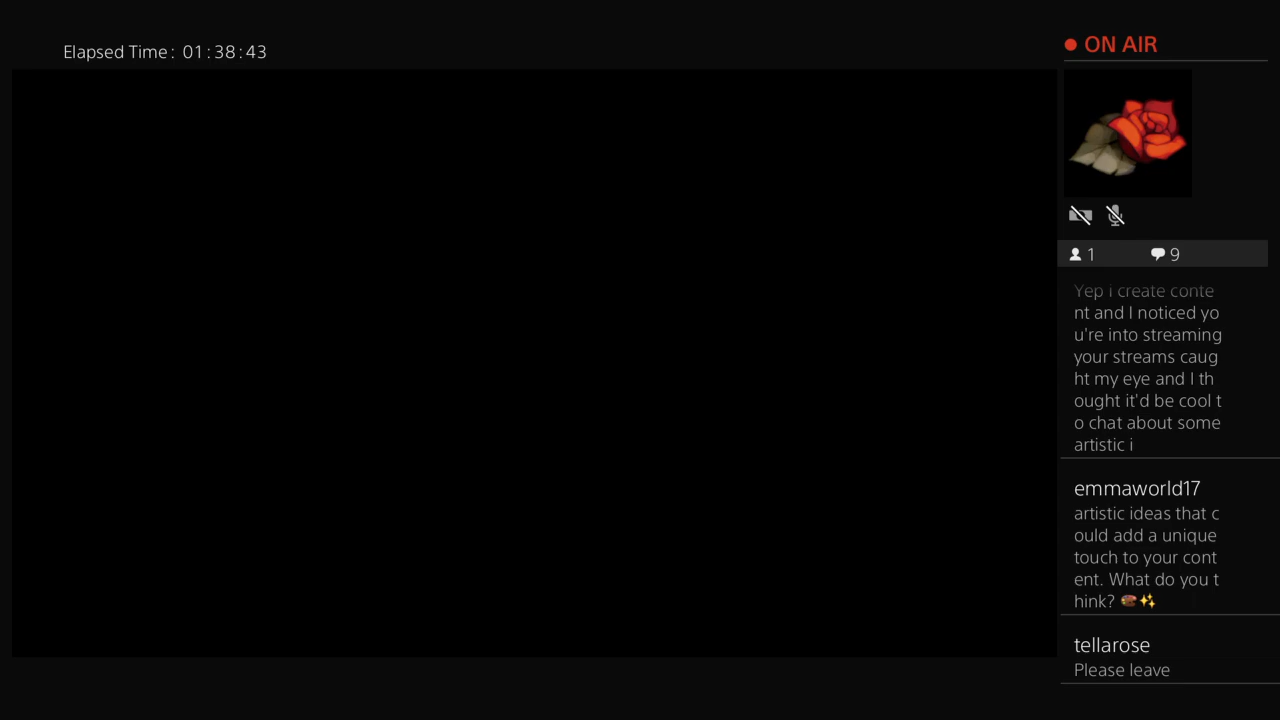 Elapsed Time: 01:38:43
ON AIR
1 9
Yep i create conte
nt and I noticed yo
u're into streaming
your streams caug
ht my eye and I th
ought it'd be cool t
o chat about some
artistic i
emmaworld17
artistic ideas that c
ould add a unique
touch to your cont
ent. What do you t
hink? 🎨✨
tellarose
Please leave